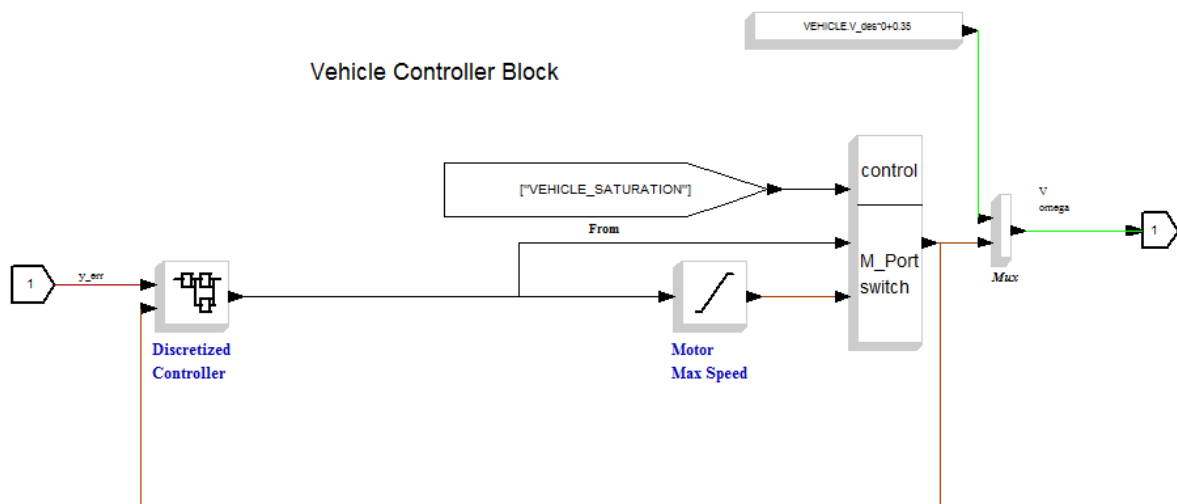 VEHICLE.V_des*0+0.35
Vehicle Controller Block
["VEHICLE_SATURATION"]
control
From
M_Port
switch
V
omega
1
Mux
1
y_err
Discretized
Controller
Motor
Max Speed